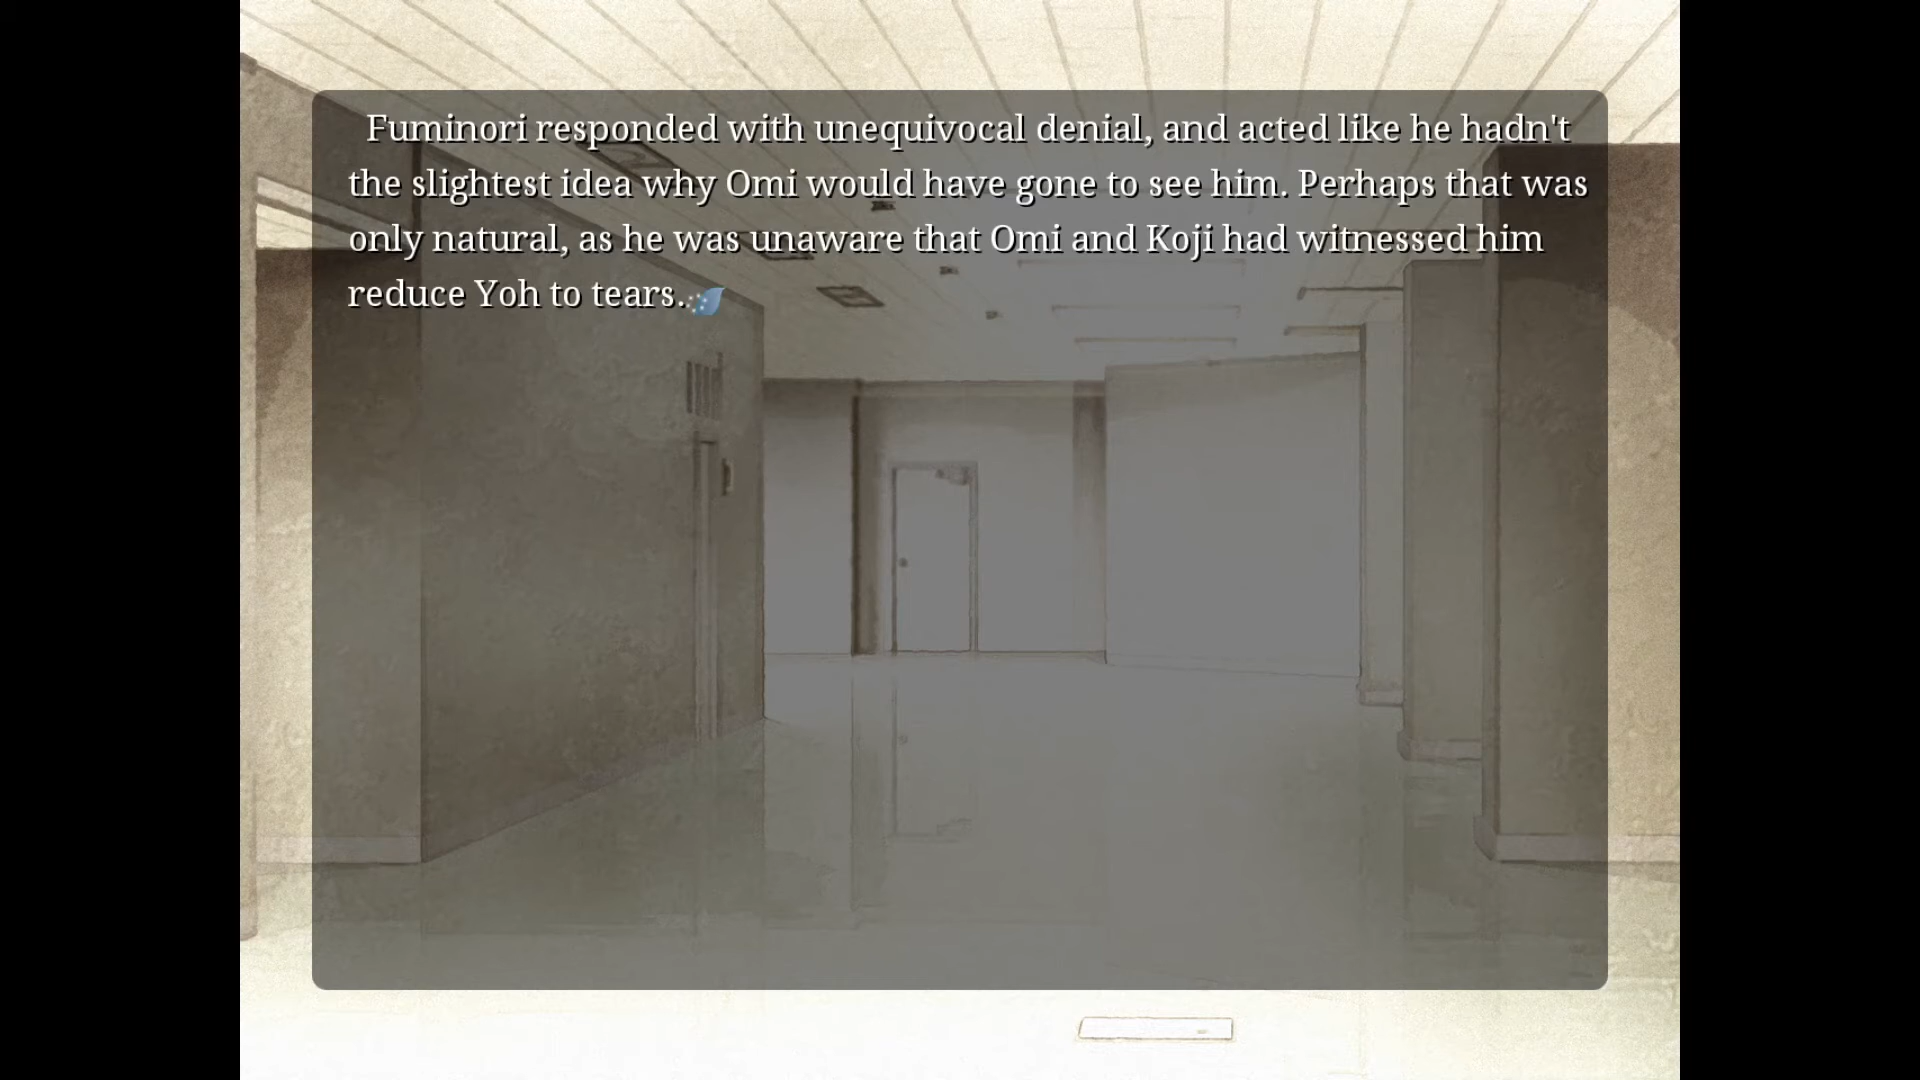 Fuminori responded with unequivocal denial, and acted like he hadn't
the slightest idea why Omi would have gone to see him. Perhaps that was
only natural, as he was unaware that Omi and Koji had witnessed him
reduce Yoh to tears.